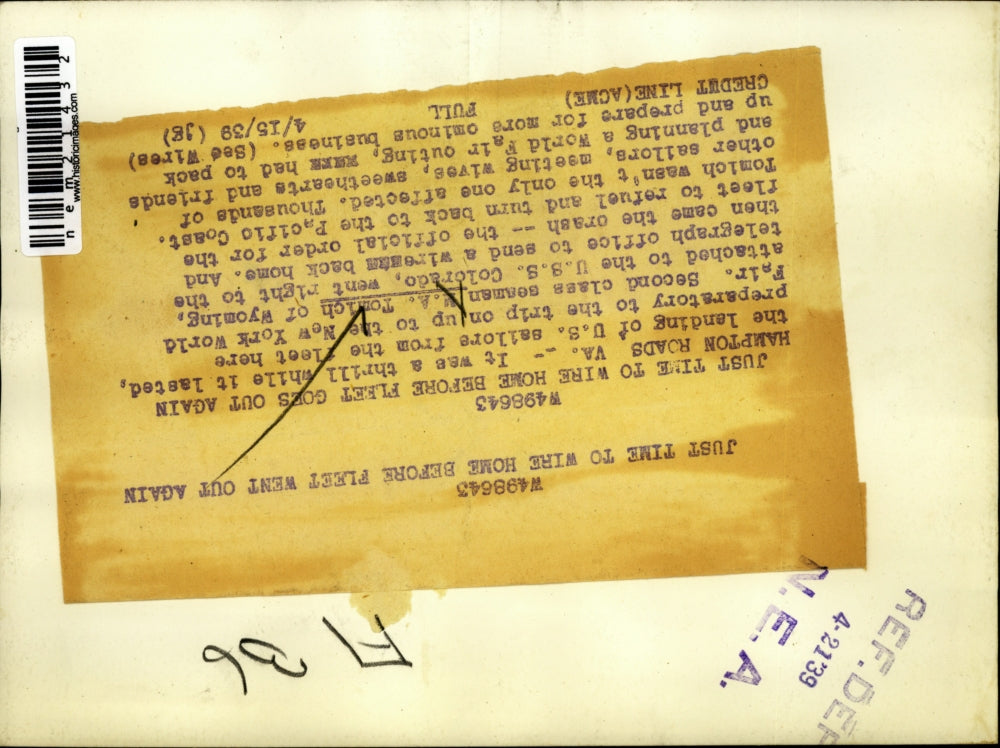 W498643
JUST TIME TO WIRE HOME BEFORE FLEET WENT OUT AGAIN
W498643
JUST TIME TO WIRE HOME BEFORE FLEET GOES OUT AGAIN
HAMPTON ROADS VA. -- It was a thrill while it lasted,
the landing of U.S. sailors from the fleet here
preparatory to the trip on up to the New York World
Fair. Second class seaman W.A. Tomich of Wyoming,
attached to the U.S.S. Colorado, went right to the
telegraph office to send a wire back home. And
then came the crash -- the official order for the
fleet to refuel and turn back to the Pacific Coast.
Tomich wasn't the only one affected. Thousands of
other sailors, meeting wives, sweethearts and friends
and planning a World Fair outing, had to pack
up and prepare for more ominous business. (See Wires)
CREDIT LINE(ACME) FULL 4/15/39 (jg)
nem21432
www.historicimages.com
N.E.A.
4-21'39
REF. DEP